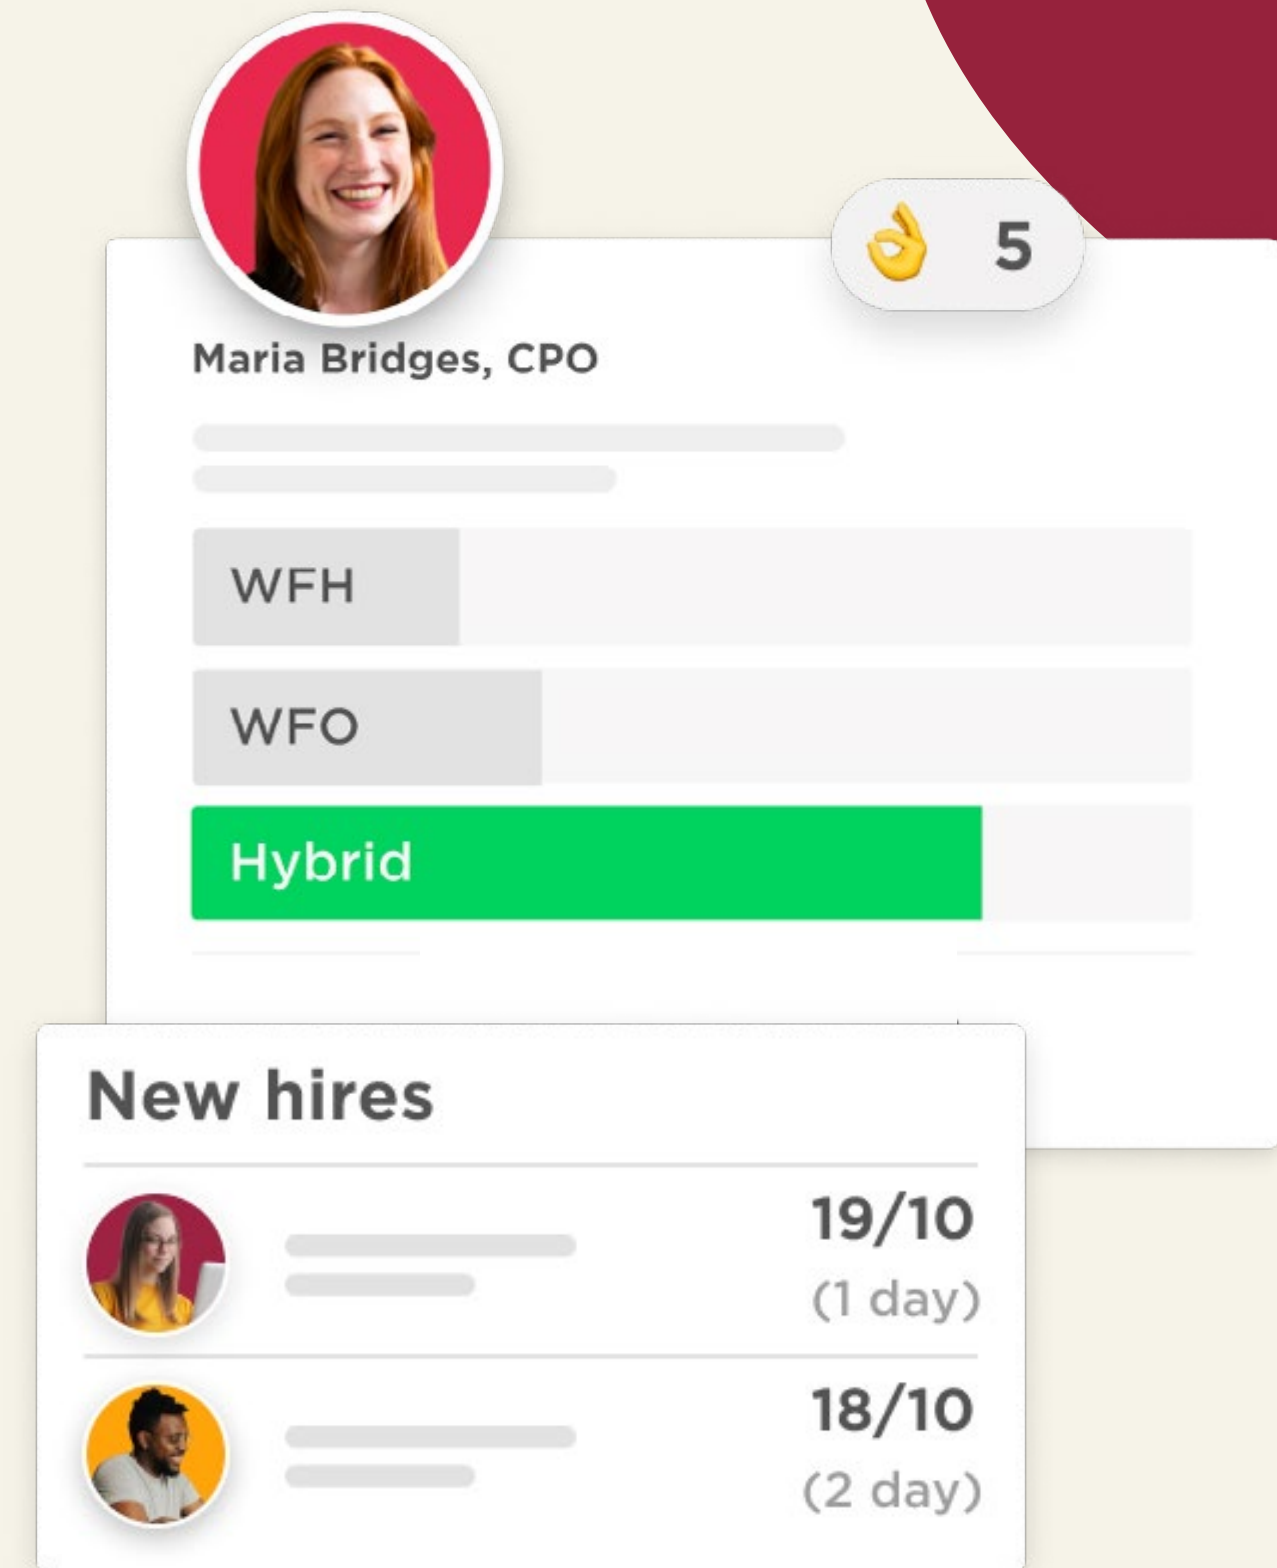 👌 5
Maria Bridges, CPO
WFH
WFO
Hybrid
New hires
19/10
(1 day)
18/10
(2 day)